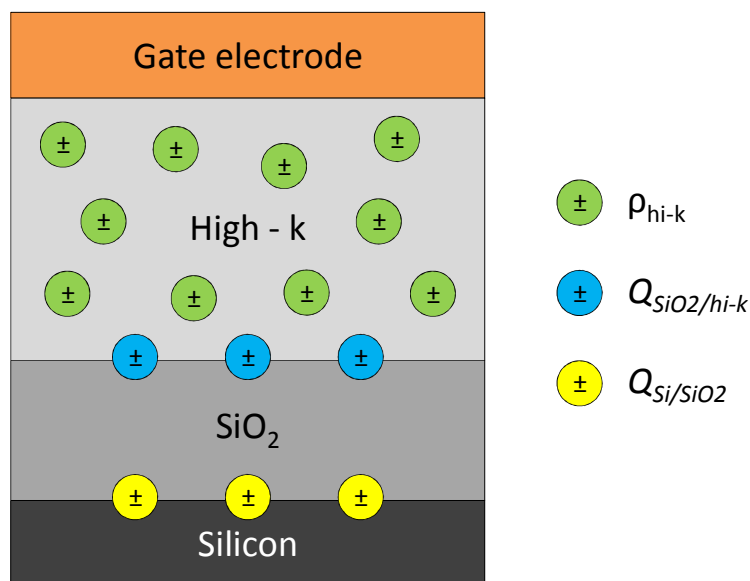 Gate electrode
± ± ± ±
± High - k ±
± ± ± ±
± ± ±
SiO₂
± ± ±
Silicon
± ρhi-k
± QSiO2/hi-k
± QSi/SiO2